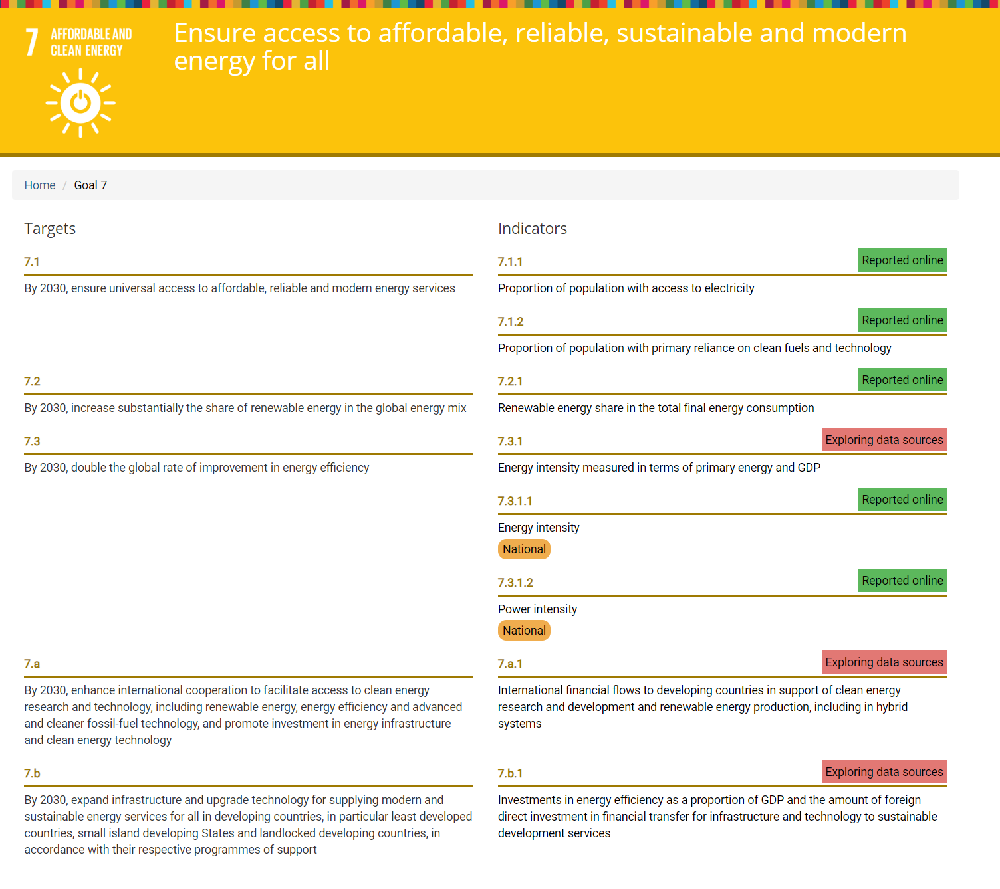 7 AFFORDABLE AND
CLEAN ENERGY
Ensure access to affordable, reliable, sustainable and modern
energy for all
Home / Goal 7
Targets
Indicators
7.1
By 2030, ensure universal access to affordable, reliable and modern energy services
7.1.1
Reported online
Proportion of population with access to electricity
7.1.2
Reported online
Proportion of population with primary reliance on clean fuels and technology
7.2
By 2030, increase substantially the share of renewable energy in the global energy mix
7.2.1
Reported online
Renewable energy share in the total final energy consumption
7.3
By 2030, double the global rate of improvement in energy efficiency
7.3.1
Exploring data sources
Energy intensity measured in terms of primary energy and GDP
7.3.1.1
Reported online
Energy intensity
National
7.3.1.2
Reported online
Power intensity
National
7.a
By 2030, enhance international cooperation to facilitate access to clean energy
research and technology, including renewable energy, energy efficiency and advanced
and cleaner fossil-fuel technology, and promote investment in energy infrastructure
and clean energy technology
7.a.1
Exploring data sources
International financial flows to developing countries in support of clean energy
research and development and renewable energy production, including in hybrid
systems
7.b
By 2030, expand infrastructure and upgrade technology for supplying modern and
sustainable energy services for all in developing countries, in particular least developed
countries, small island developing States and landlocked developing countries, in
accordance with their respective programmes of support
7.b.1
Exploring data sources
Investments in energy efficiency as a proportion of GDP and the amount of foreign
direct investment in financial transfer for infrastructure and technology to sustainable
development services